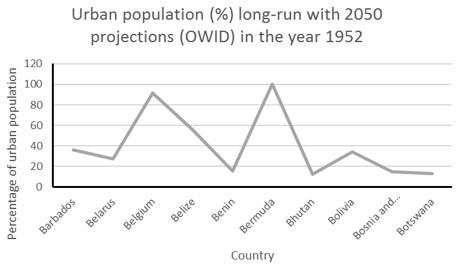 Urban population (%) long-run with 2050
projections (OWID) in the year 1952
Percentage of urban population
120
100
80
60
40
20
0
Barbados
Belarus
Belgium
Belize
Benin
Bermuda
Bhutan
Bolivia
Bosnia and...
Botswana
Country